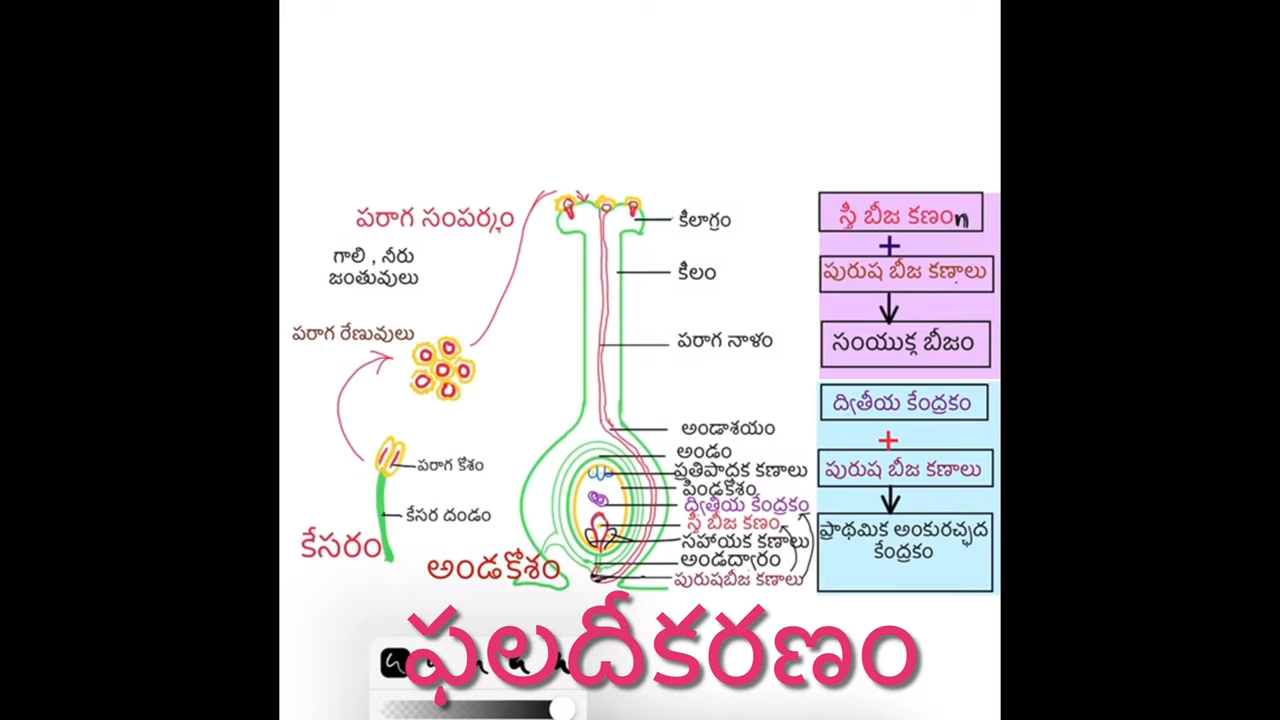 పరాగ సంపర్కం
గాలి , నీరు
జంతువులు
పరాగ రేణువులు
పరాగ కోశం
కేసర దండం
కేసరం
అండకోశం
కీలాగ్రం
కీలం
పరాగ నాళం
అండాశయం
అండం
ప్రతిపాదక కణాలు
పిండకోశం
ద్వితీయ కేంద్రకం
స్త్రీ బీజ కణం
సహాయక కణాలు
అండద్వారం
పురుషబీజ కణాలు
స్త్రీ బీజ కణంn
+
పురుష బీజ కణాలు
సంయుక్త బీజం
ద్వితీయ కేంద్రకం
+
పురుష బీజ కణాలు
ప్రాథమిక అంకురచ్ఛద
కేంద్రకం
ఫలదీకరణం